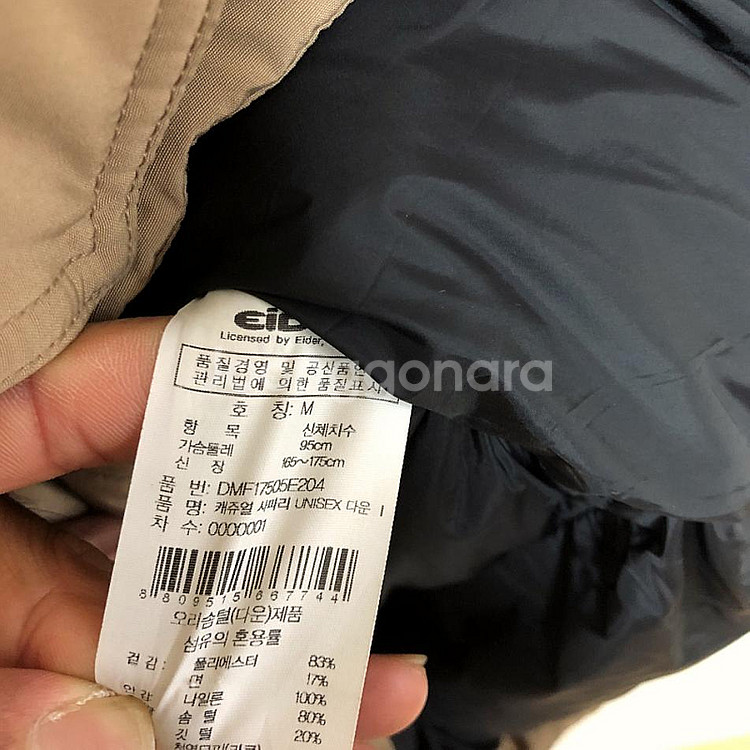 EiD
Licensed by Eider,
품질경영 및 공산품안
관리법에 의한 품질표시
gonara
호 칭: M
항 목 신체치수
가슴둘레 95cm
신 장 165~175cm
품 번: DMF17505E204
품 명: 캐쥬얼 사파리 UNISEX 다운
차 수: 0000001
8 809515 667744
오리솜털(다운)제품
섬유의 혼용률
겉감: 폴리에스터 83%
면 17%
안감 나일론 100%
솜 털 80%
깃 털 20%